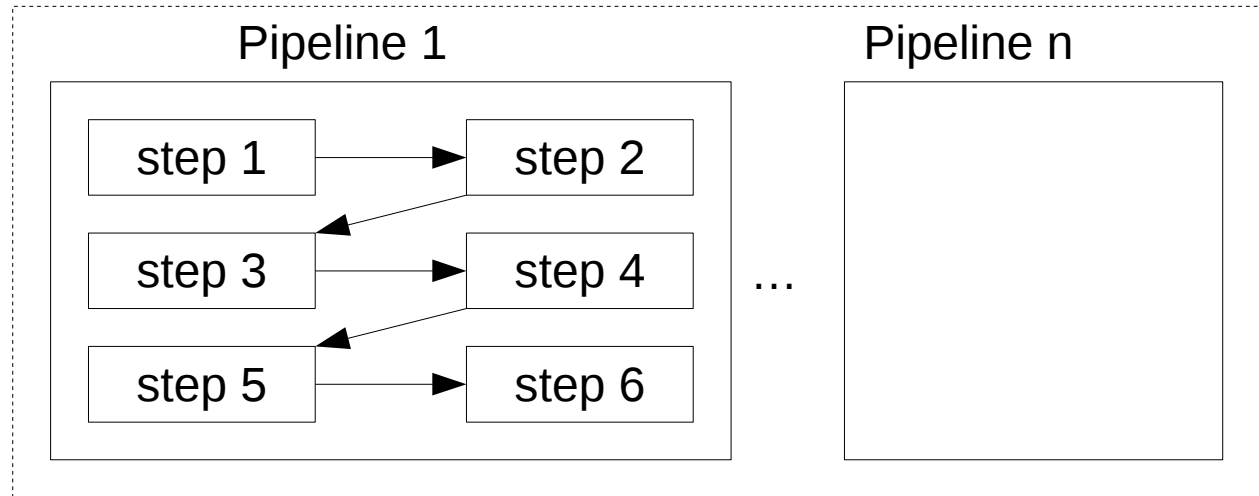 Pipeline 1
Pipeline n
step 1
step 2
step 3
step 4
...
step 5
step 6